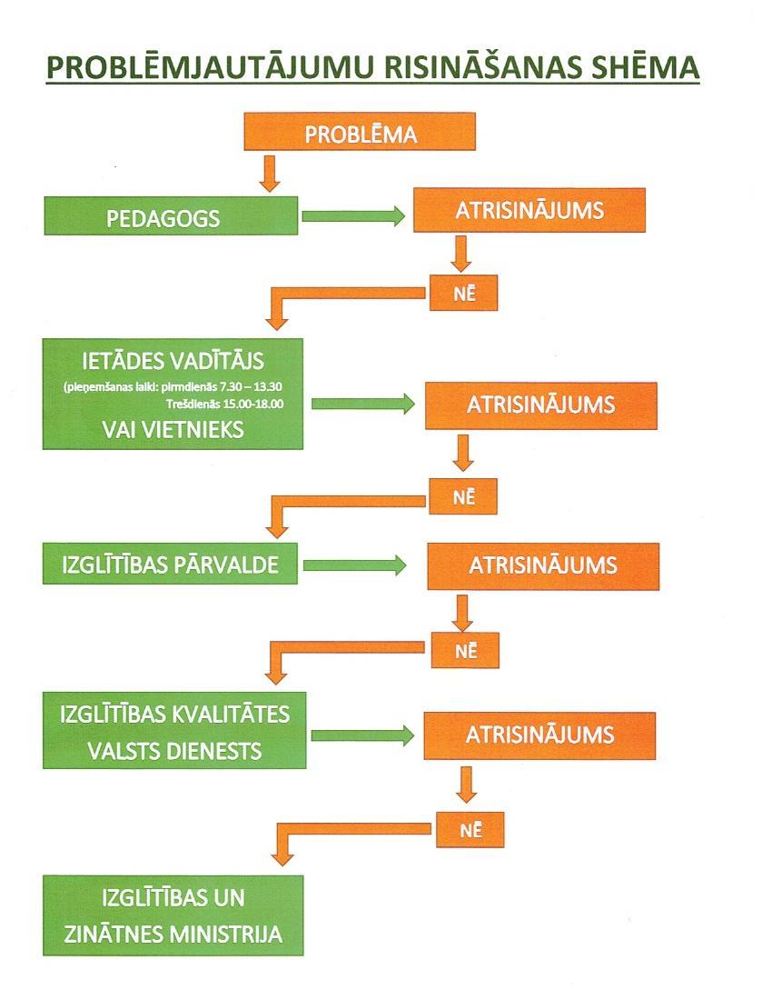 PROBLĒMJAUTĀJUMU RISINĀŠANAS SHĒMA
PROBLĒMA
PEDAGOGS
ATRISINĀJUMS
NĒ
IETĀDES VADĪTĀJS
(pieņemšanas laiki: pirmdienās 7.30 – 13.30
Trešdienās 15.00-18.00
VAI VIETNIEKS
ATRISINĀJUMS
NĒ
IZGLĪTĪBAS PĀRVALDE
ATRISINĀJUMS
NĒ
IZGLĪTĪBAS KVALITĀTES
VALSTS DIENESTS
ATRISINĀJUMS
NĒ
IZGLĪTĪBAS UN
ZINĀTNES MINISTRIJA